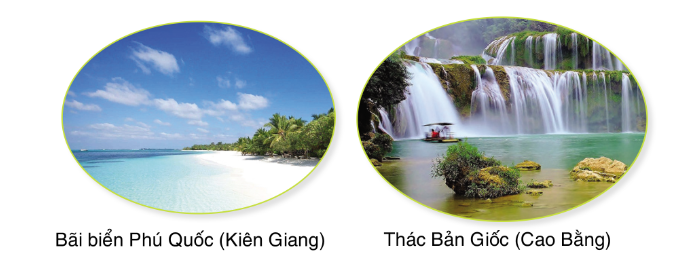 Bãi biển Phú Quốc (Kiên Giang)
Thác Bản Giốc (Cao Bằng)